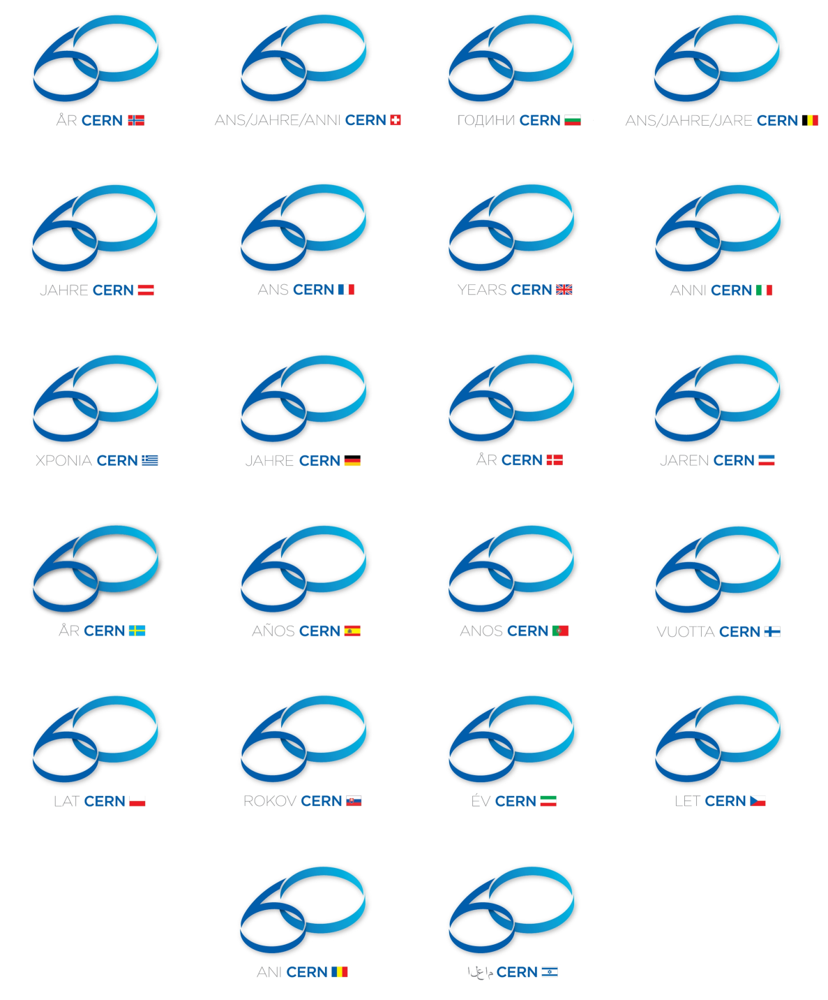 ÅR CERN
ANS/JAHRE/ANNI CERN
ГОДИНИ CERN
ANS/JAHRE/JARE CERN
JAHRE CERN
ANS CERN
YEARS CERN
ANNI CERN
ΧΡΟΝΙΑ CERN
JAHRE CERN
ÅR CERN
JAREN CERN
ÅR CERN
AÑOS CERN
ANOS CERN
VUOTTA CERN
LAT CERN
ROKOV CERN
ÉV CERN
LET CERN
ANI CERN
العام CERN